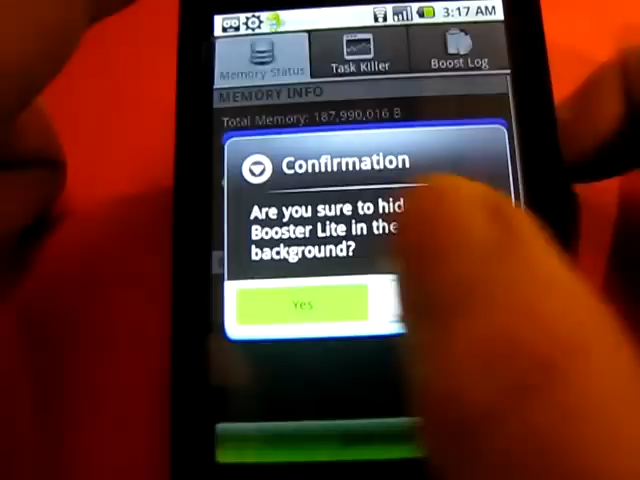 3:17 AM
Memory Status
Task Killer
Boost Log
MEMORY INFO
Total Memory: 187,990,016 B
Confirmation
Are you sure to hid
Booster Lite in the
background?
Yes